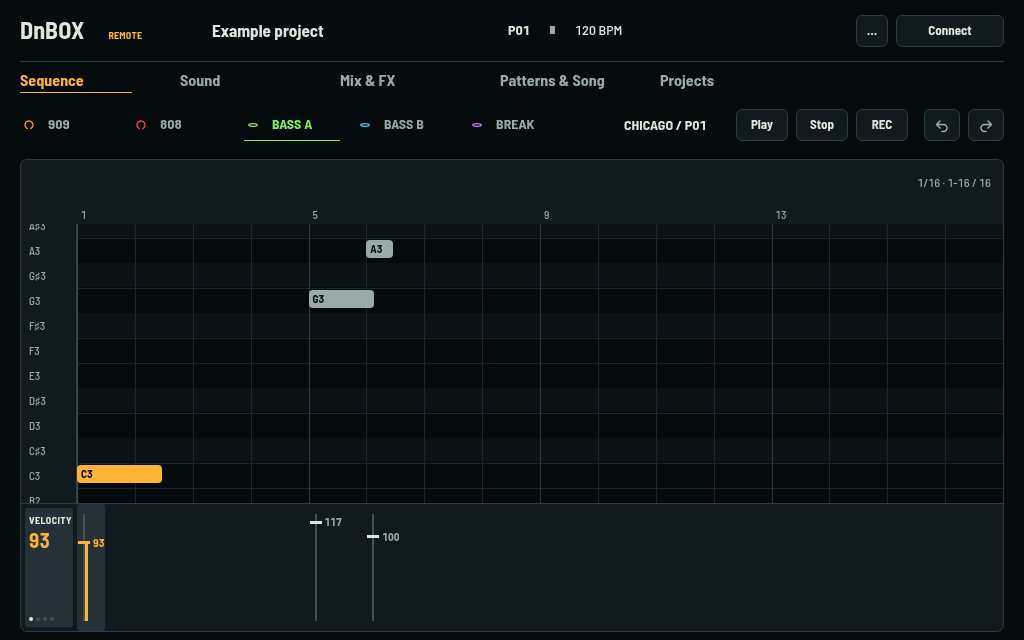 DnBOX REMOTE Example project P01 120 BPM ... Connect
Sequence Sound Mix & FX Patterns & Song Projects
909 808 BASS A BASS B BREAK CHICAGO / P01 Play Stop REC
1/16 · 1-16 / 16
1 5 9 13
A♯3
A3 A3
G♯3
G3 G3
F♯3
F3
E3
D♯3
D3
C♯3
C3 C3
B2
VELOCITY
93 93 117 100